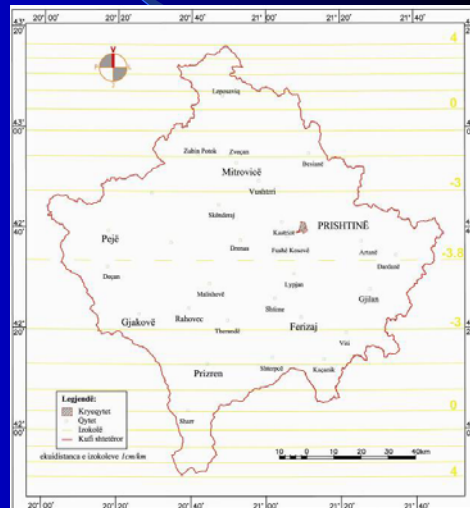 20° 00' 20° 20' 20° 40' 21° 00' 21° 20' 21° 40'
43° 20'
4
Leposaviq
0
43° 00'
Zubin Potok Zveçan
Besianë
Mitrovicë
-3
Vushtrri
Skënderaj
42° 40'
Kastriot PRISHTINË
Pejë
Drenas Fushë Kosovë Artanë
-3.8
Deçan Dardanë
Lypjan
Malishevë
Gjilan
Shtime
Gjakovë Rahovec Ferizaj
42° 20' -3
Therandë
Viti
Shtërpcë Kaçanik
Prizren
Legjendë:
Kryeqytet
Qytet
Izokolë
Kufi shtetëror
0
Sharr
42° 00'
ekuidistanca e izokoleve 1cm/km
10 0 10 20 40km
4
20° 00' 20° 20' 20° 40' 21° 00' 21° 20' 21° 40'